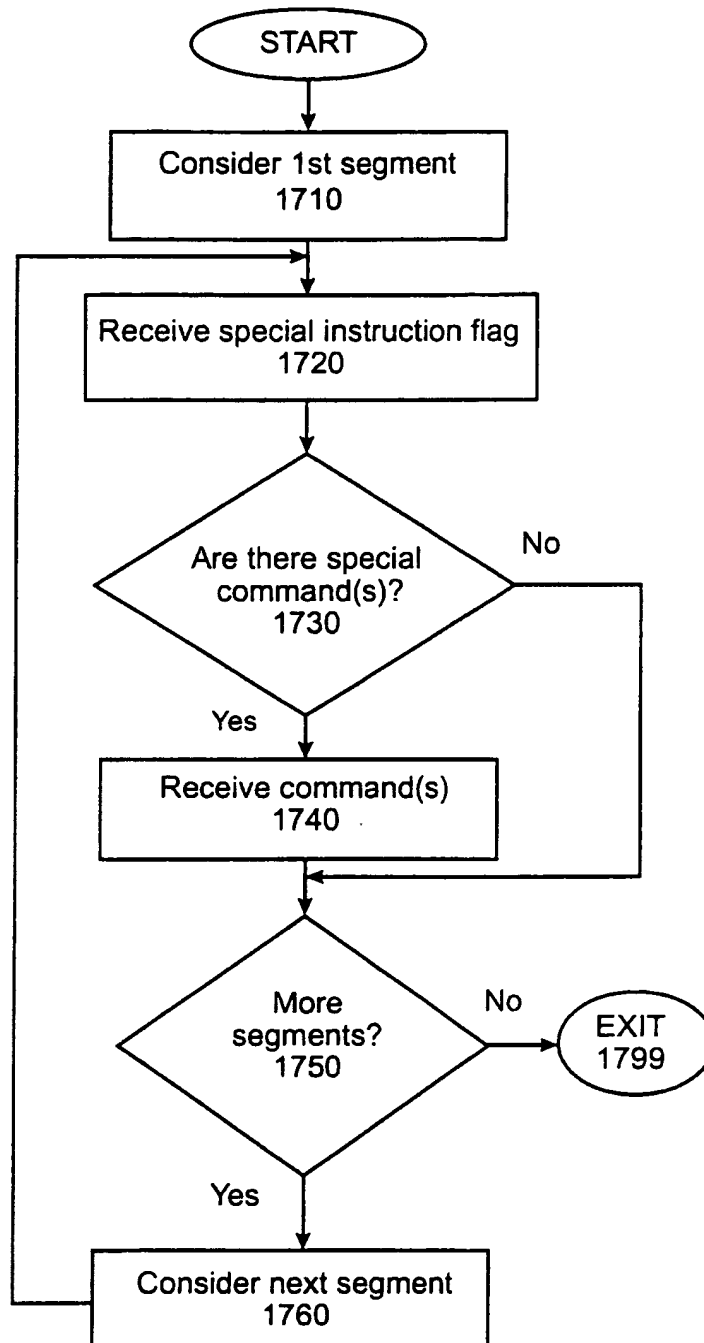 START
Consider 1st segment
1710
Receive special instruction flag
1720
Are there special
command(s)?
1730
No
Yes
Receive command(s)
1740
More
segments?
1750
No
EXIT
1799
Yes
Consider next segment
1760